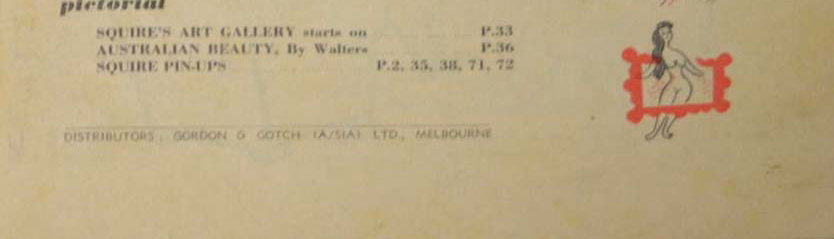 pictorial
SQUIRE'S ART GALLERY starts on P.33
AUSTRALIAN BEAUTY, By Walters P.36
SQUIRE PIN-UPS P.2, 35, 38, 71, 72
DISTRIBUTORS, GORDON & GOTCH (A/SIA) LTD., MELBOURNE